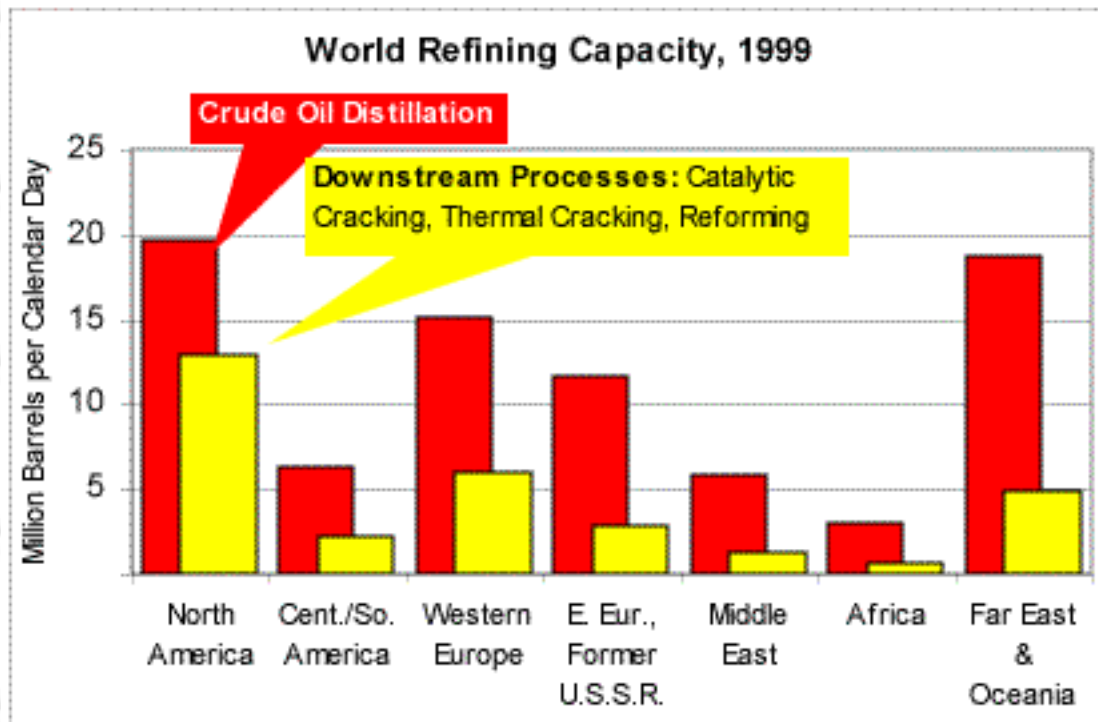 World Refining Capacity, 1999
Crude Oil Distillation
Downstream Processes: Catalytic
Cracking, Thermal Cracking, Reforming
Million Barrels per Calendar Day
25
20
15
10
5
North
America
Cent./So.
America
Western
Europe
E. Eur.,
Former
U.S.S.R.
Middle
East
Africa
Far East
&
Oceania